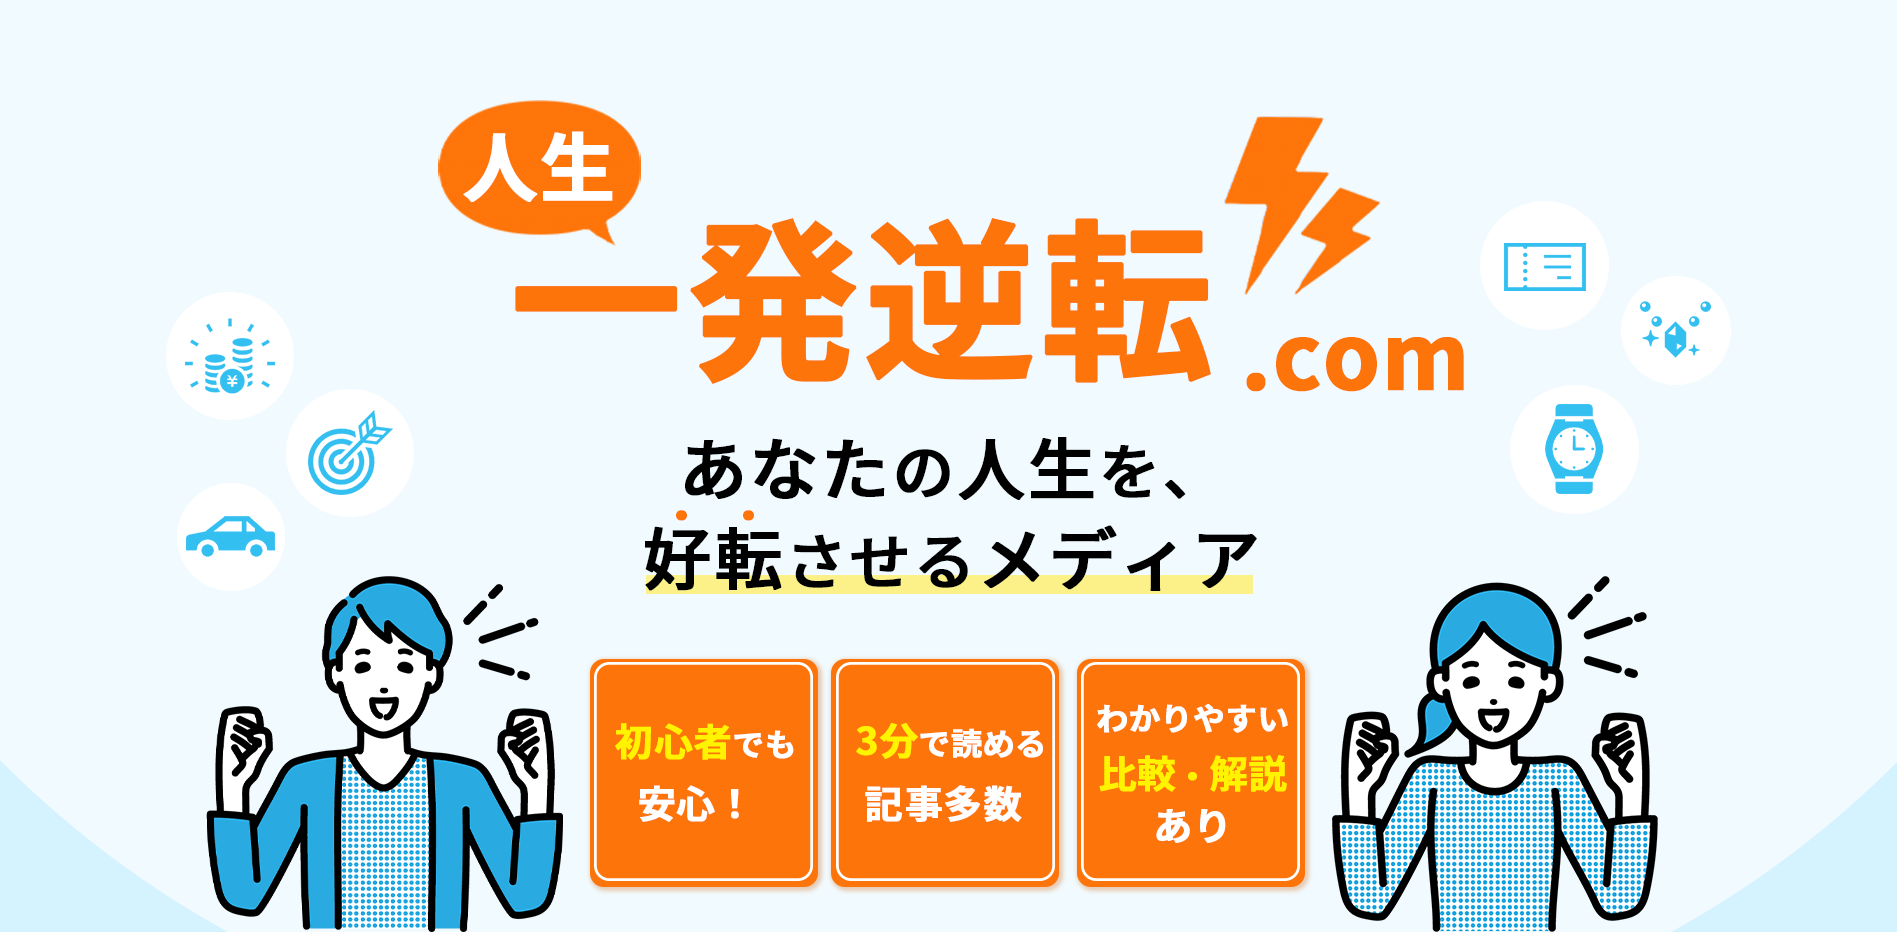 人生
一発逆転.com
あなたの人生を、
好転させるメディア
初心者でも
安心！
3分で読める
記事多数
わかりやすい
比較・解説
あり
¥